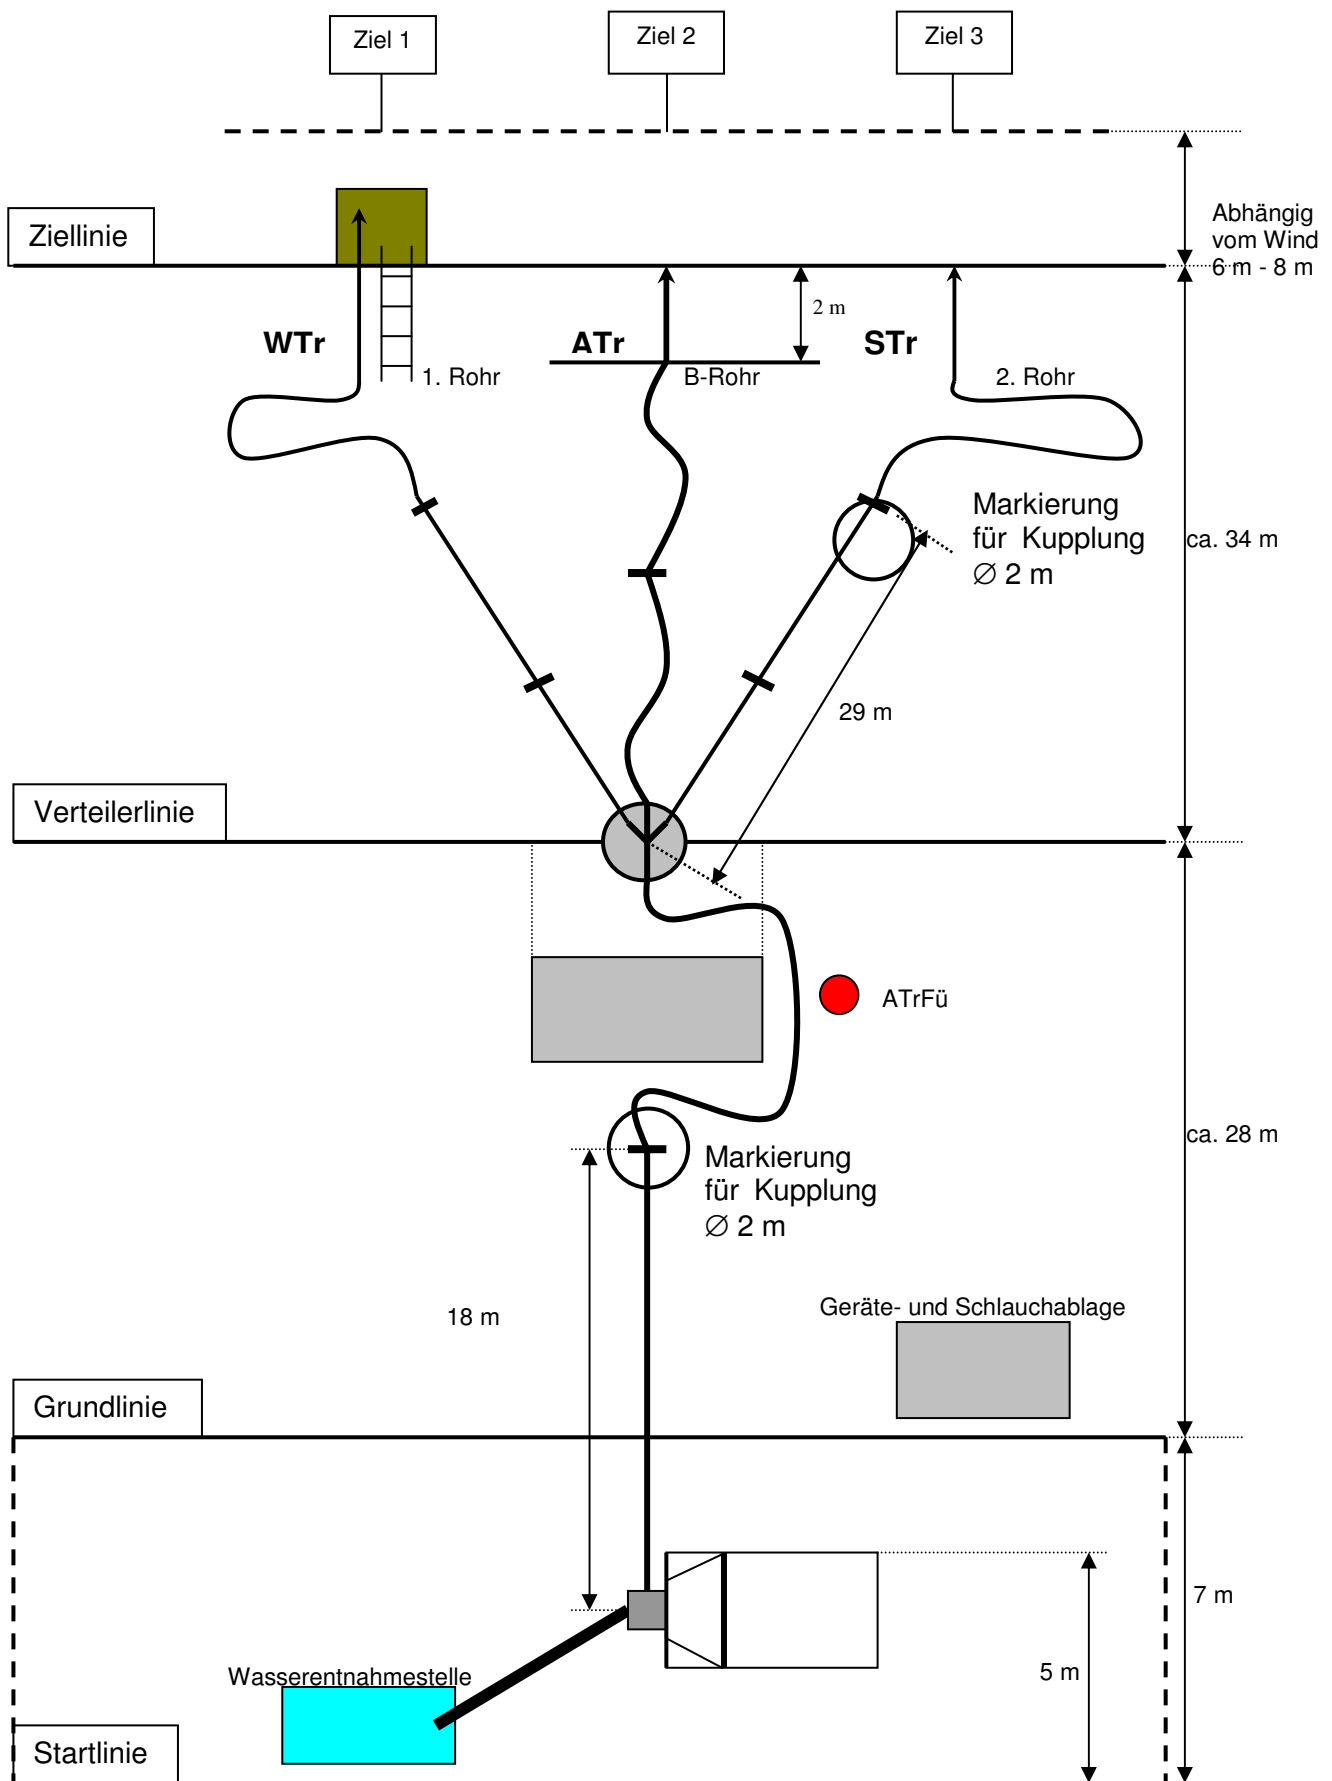 Ziel 1
Ziel 2
Ziel 3
Ziellinie
Abhängig
vom Wind
6 m - 8 m
2 m
WTr
ATr
STr
1. Rohr
B-Rohr
2. Rohr
Markierung
für Kupplung
∅ 2 m
ca. 34 m
29 m
Verteilerlinie
ATrFü
ca. 28 m
Markierung
für Kupplung
∅ 2 m
18 m
Geräte- und Schlauchablage
Grundlinie
7 m
5 m
Wasserentnahmestelle
Startlinie